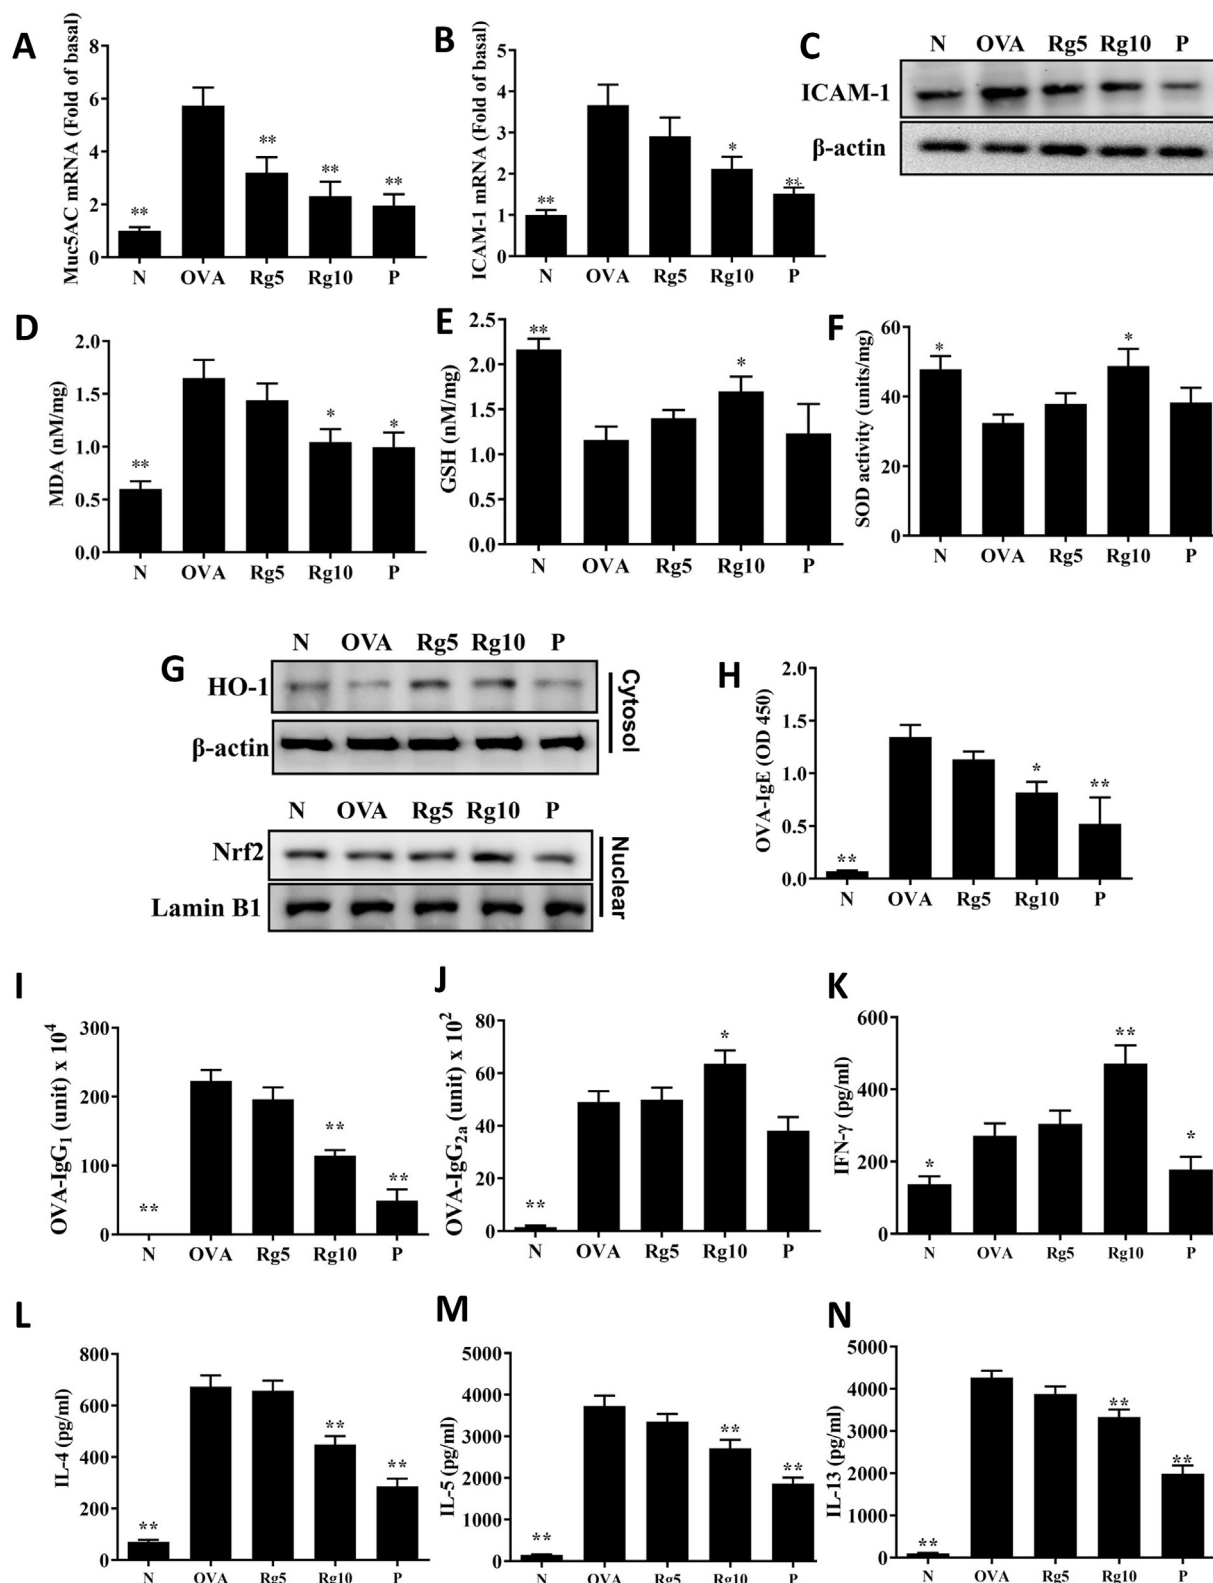 A
Muc5AC mRNA (Fold of basal)
8
6
4
2
0
**
**
**
**
N OVA Rg5 Rg10 P
B
ICAM-1 mRNA (Fold of basal)
5
4
3
2
1
0
**
*
**
N OVA Rg5 Rg10 P
C
N OVA Rg5 Rg10 P
ICAM-1
β-actin
D
MDA (nM/mg)
2.0
1.5
1.0
0.5
0.0
**
*
*
N OVA Rg5 Rg10 P
E
GSH (nM/mg)
2.5
2.0
1.5
1.0
0.5
0.0
**
*
N OVA Rg5 Rg10 P
F
SOD activity (units/mg)
60
40
20
0
*
*
N OVA Rg5 Rg10 P
G
N OVA Rg5 Rg10 P
HO-1
β-actin
Cytosol
N OVA Rg5 Rg10 P
Nrf2
Lamin B1
Nuclear
H
OVA-IgE (OD 450)
2.0
1.5
1.0
0.5
0.0
**
*
**
N OVA Rg5 Rg10 P
I
OVA-IgG₁ (unit) x 10⁴
300
200
100
0
**
**
**
N OVA Rg5 Rg10 P
J
OVA-IgG₂ₐ (unit) x 10²
80
60
40
20
0
**
*
N OVA Rg5 Rg10 P
K
IFN-γ (pg/ml)
600
400
200
0
*
**
*
N OVA Rg5 Rg10 P
L
IL-4 (pg/ml)
800
600
400
200
0
**
**
**
N OVA Rg5 Rg10 P
M
IL-5 (pg/ml)
5000
4000
3000
2000
1000
0
**
**
**
N OVA Rg5 Rg10 P
N
IL-13 (pg/ml)
5000
4000
3000
2000
1000
0
**
**
**
N OVA Rg5 Rg10 P